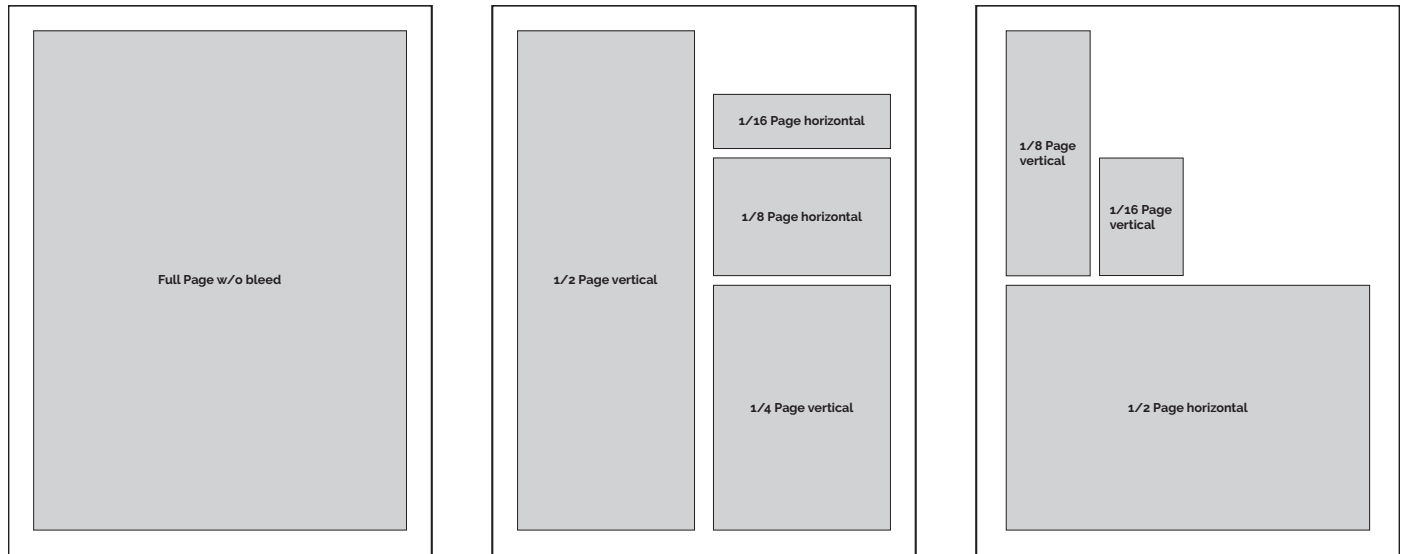 Full Page w/o bleed
1/2 Page vertical
1/16 Page horizontal
1/8 Page horizontal
1/4 Page vertical
1/8 Page
vertical
1/16 Page
vertical
1/2 Page horizontal